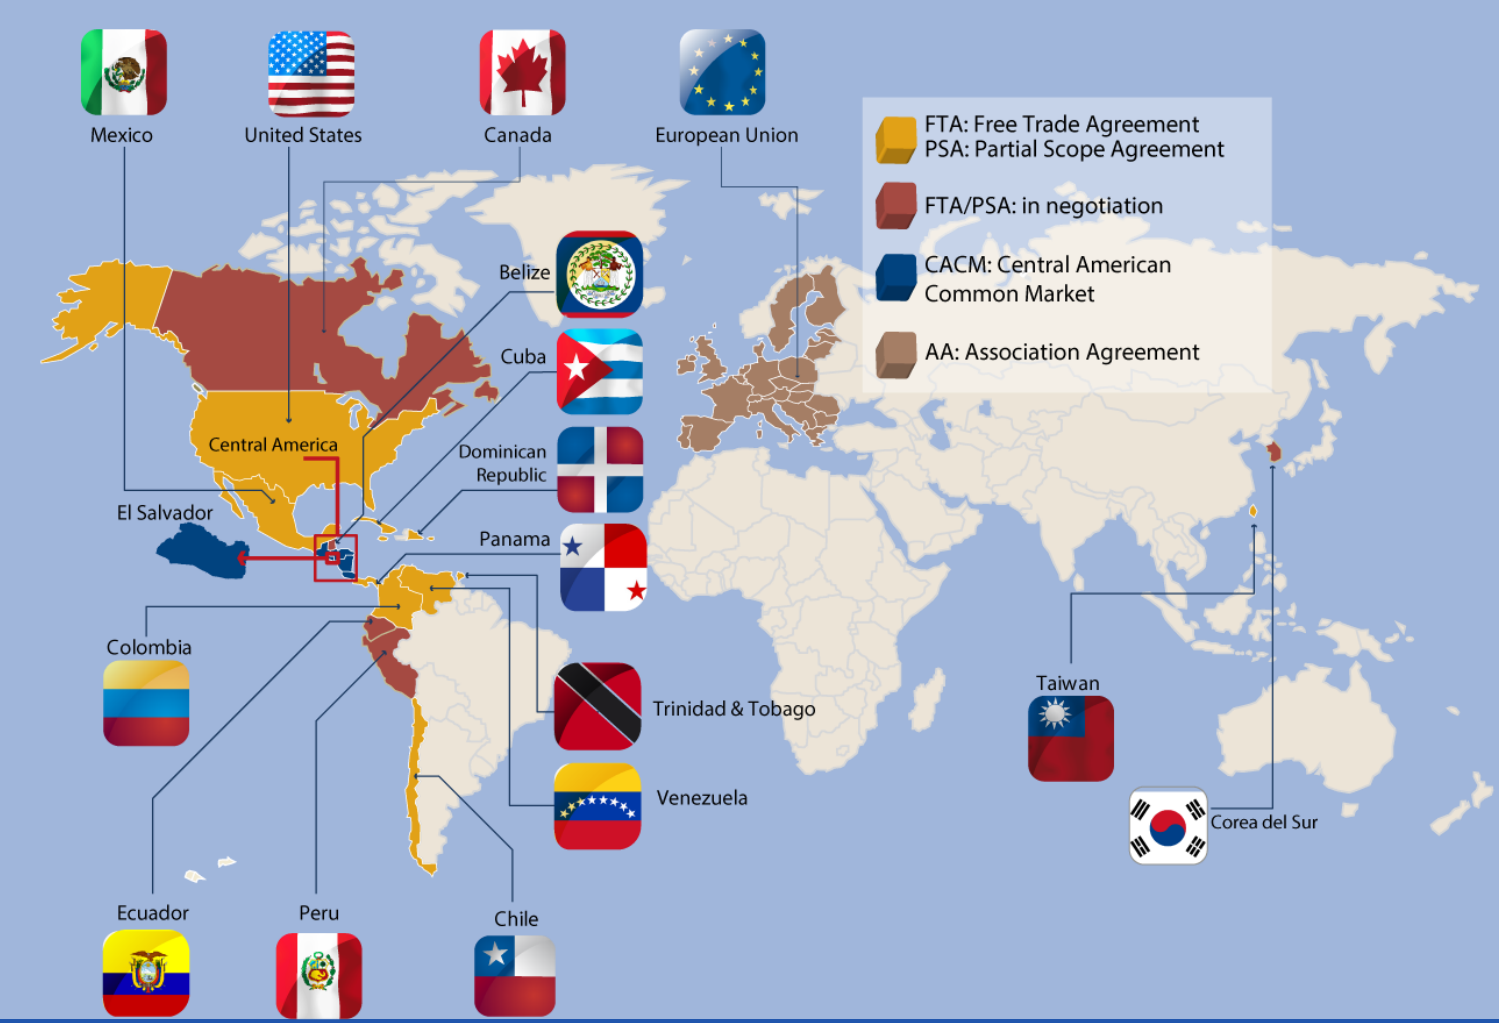 Mexico
United States
Canada
European Union
FTA: Free Trade Agreement
PSA: Partial Scope Agreement
FTA/PSA: in negotiation
CACM: Central American
Common Market
AA: Association Agreement
Belize
Cuba
Dominican
Republic
Central America
El Salvador
Panama
Colombia
Trinidad & Tobago
Taiwan
Venezuela
Corea del Sur
Ecuador
Peru
Chile